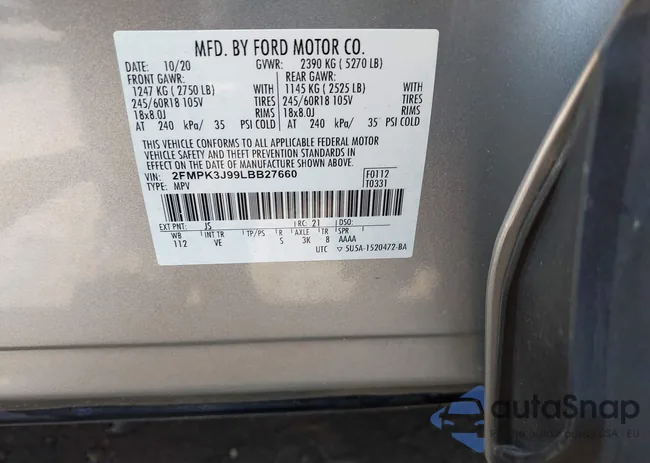 MFD. BY FORD MOTOR CO.
DATE: 10/20 GVWR: 2390 KG ( 5270 LB)
FRONT GAWR: REAR GAWR:
1247 KG ( 2750 LB) WITH 1145 KG ( 2525 LB) WITH
245/60R18 105V TIRES 245/60R18 105V TIRES
18x8.0J RIMS 18x8.0J RIMS
AT 240 kPa/ 35 PSI COLD AT 240 kPa/ 35 PSI COLD
THIS VEHICLE CONFORMS TO ALL APPLICABLE FEDERAL MOTOR
VEHICLE SAFETY AND THEFT PREVENTION STANDARDS IN
EFFECT ON THE DATE OF MANUFACTURE SHOWN ABOVE.
VIN: 2FMPK3J99LBB27660 F0112
TYPE: MPV T0331
EXT PNT: JS RC: 21 DSO:
WB INT TR TP/PS R AXLE TR SPR
112 VE S 3K 8 AAAA
UTC ▽ 5U5A-1520472-BA
autoSnap